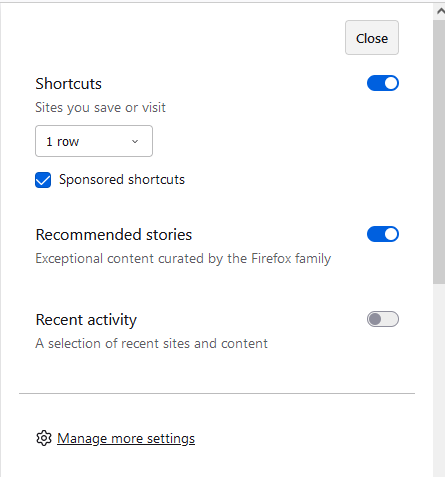 Close
Shortcuts
Sites you save or visit
1 row
Sponsored shortcuts
Recommended stories
Exceptional content curated by the Firefox family
Recent activity
A selection of recent sites and content
Manage more settings